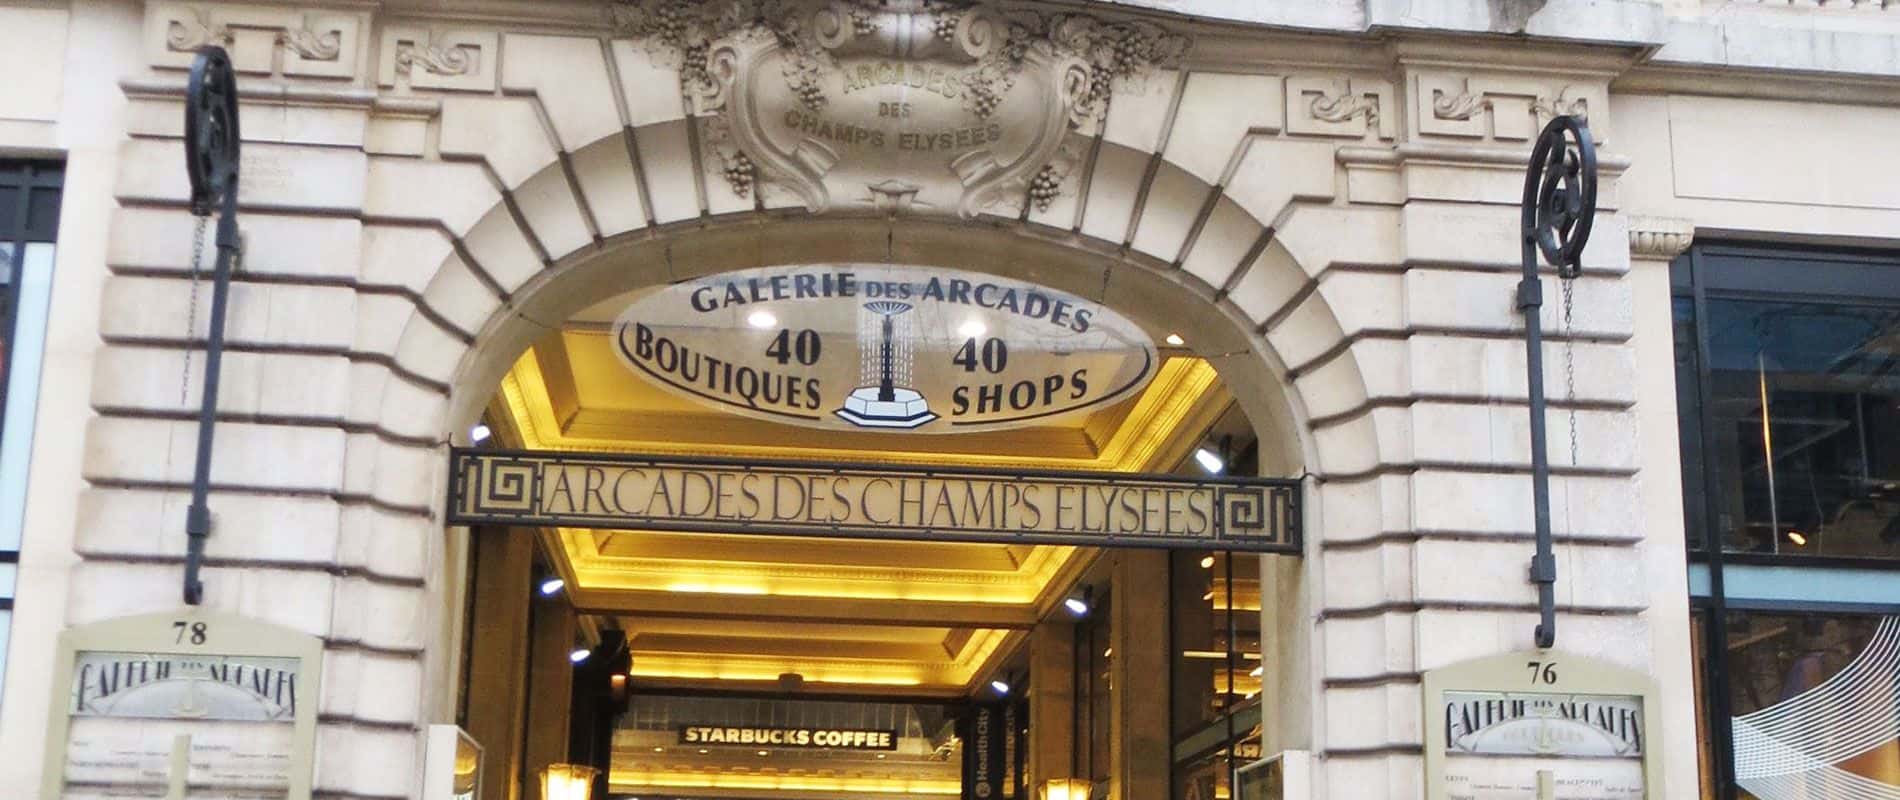 ARCADES
DES
CHAMPS ELYSEES
GALERIE DES ARCADES
40 40
BOUTIQUES SHOPS
ARCADES DES CHAMPS ELYSEES
78
GALERIE DES ARCADES
76
GALERIE DES ARCADES
STARBUCKS COFFEE
HealthCity